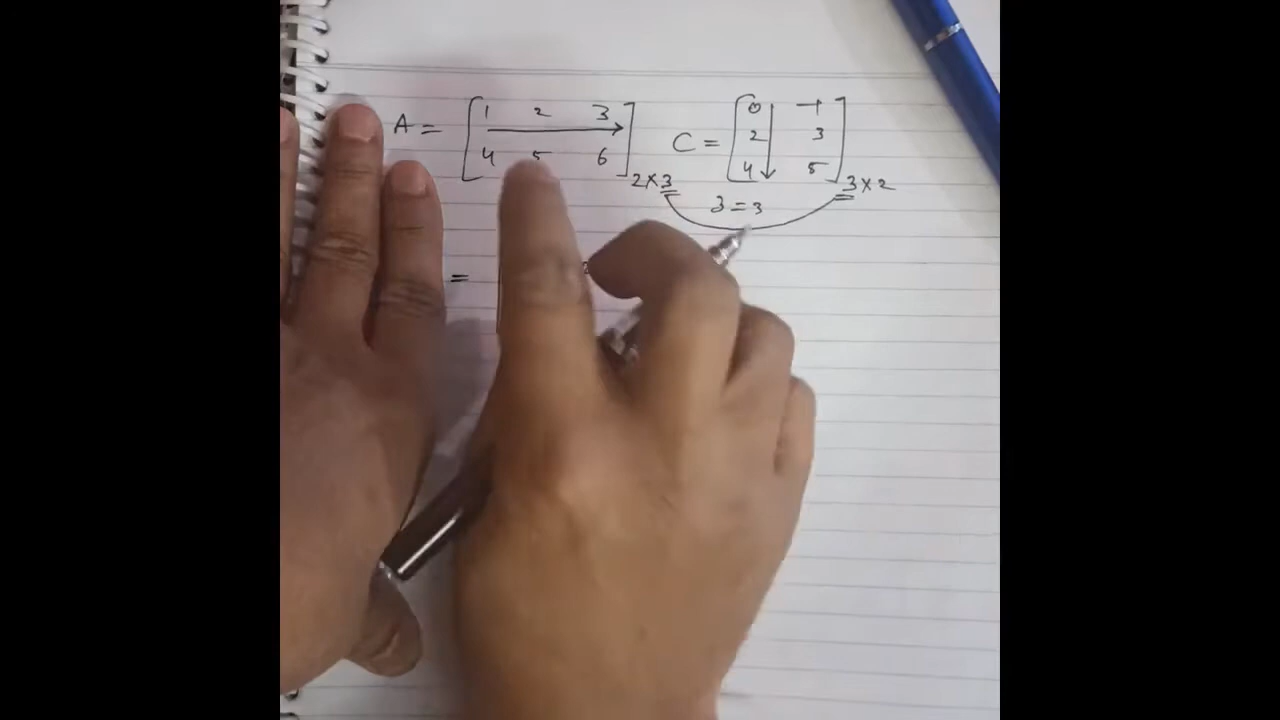 A = [1 2 3
4 5 6] 2×3
C = [0 -1
2 3
4 5] 3×2
3 = 3
=